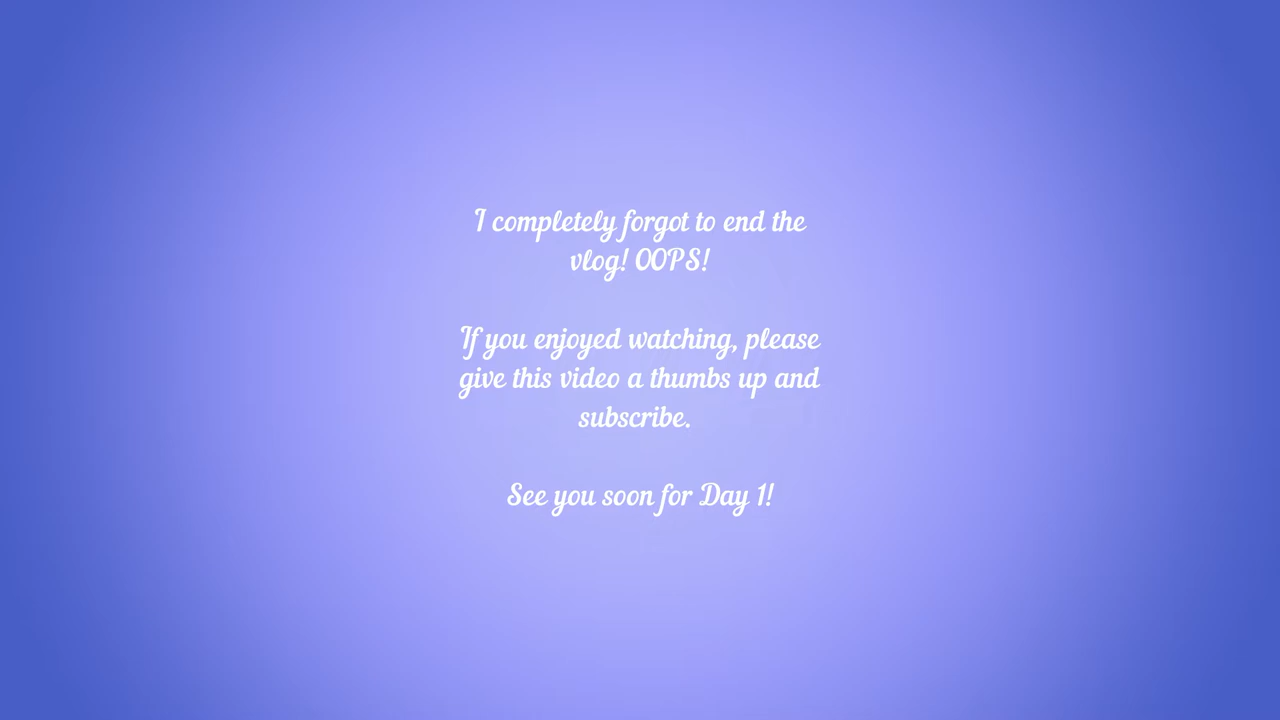 I completely forgot to end the
vlog! OOPS!
If you enjoyed watching, please
give this video a thumbs up and
subscribe.
See you soon for Day 1!